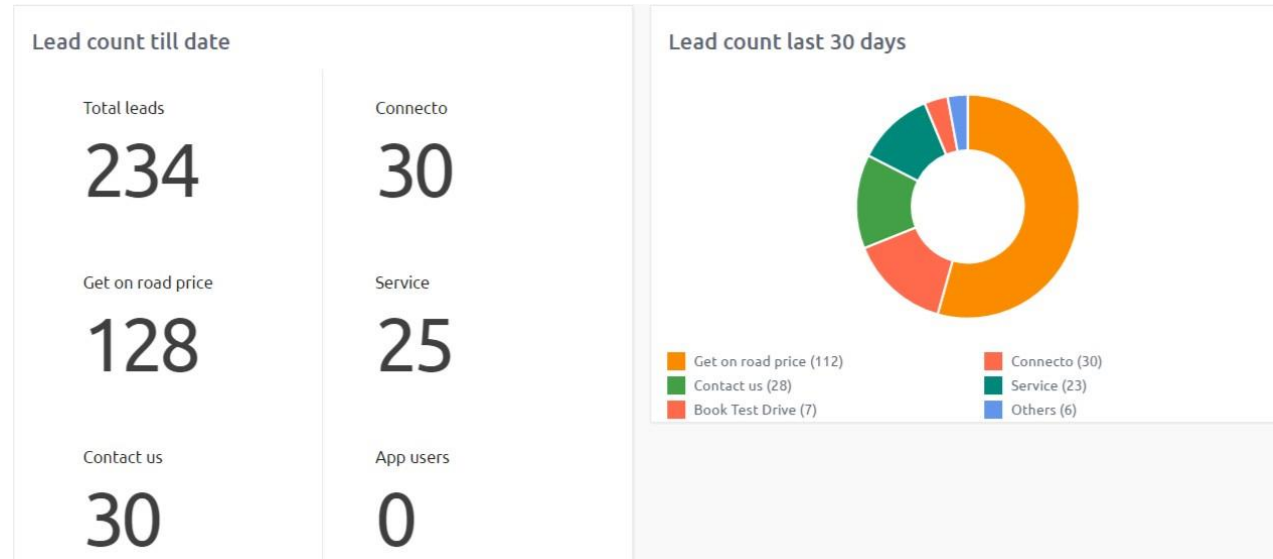 Lead count till date
Total leads
234
Connecto
30
Get on road price
128
Service
25
Contact us
30
App users
0
Lead count last 30 days
Get on road price (112)
Connecto (30)
Contact us (28)
Service (23)
Book Test Drive (7)
Others (6)